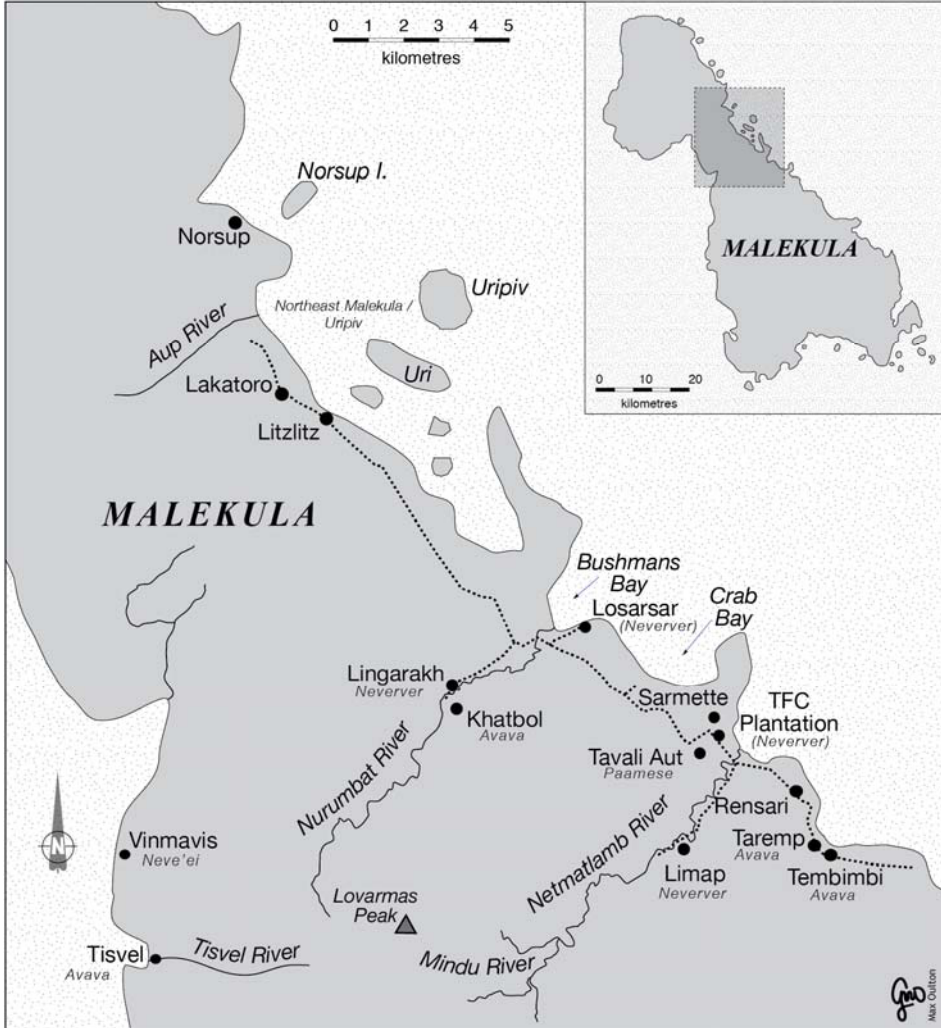 0 1 2 3 4 5
kilometres
Norsup I.
Norsup
Uripiv
Northeast Malekula /
Uripiv
Aup River
Uri
Lakatoro
Litzlitz
MALEKULA
MALEKULA
0 10 20
kilometres
Bushmans
Bay
Losarsar
(Neverver)
Crab
Bay
Lingarakh
Neverver
Khatbol
Avava
Sarmette
TFC
Plantation
(Neverver)
Tavali Aut
Paamese
Nurumbat River
Netmatlamb River
Rensari
Taremp
Avava
Tembimbi
Avava
Limap
Neverver
N
Vinmavis
Neve'ei
Lovarmas
Peak
Tisvel
Avava
Tisvel River
Mindu River
gmo
Max Oulton